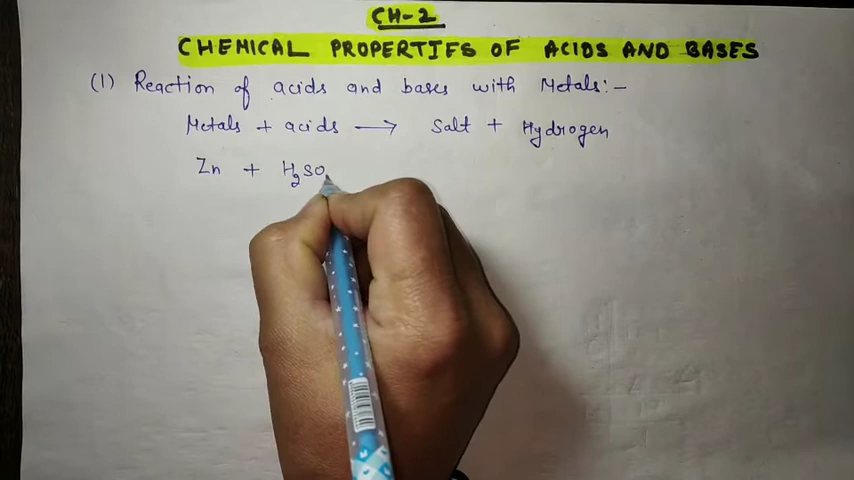 CH-2
CHEMICAL PROPERTIES OF ACIDS AND BASES
(1) Reaction of acids and bases with Metals:-
Metals + acids ⟶ Salt + Hydrogen
Zn + H₂SO